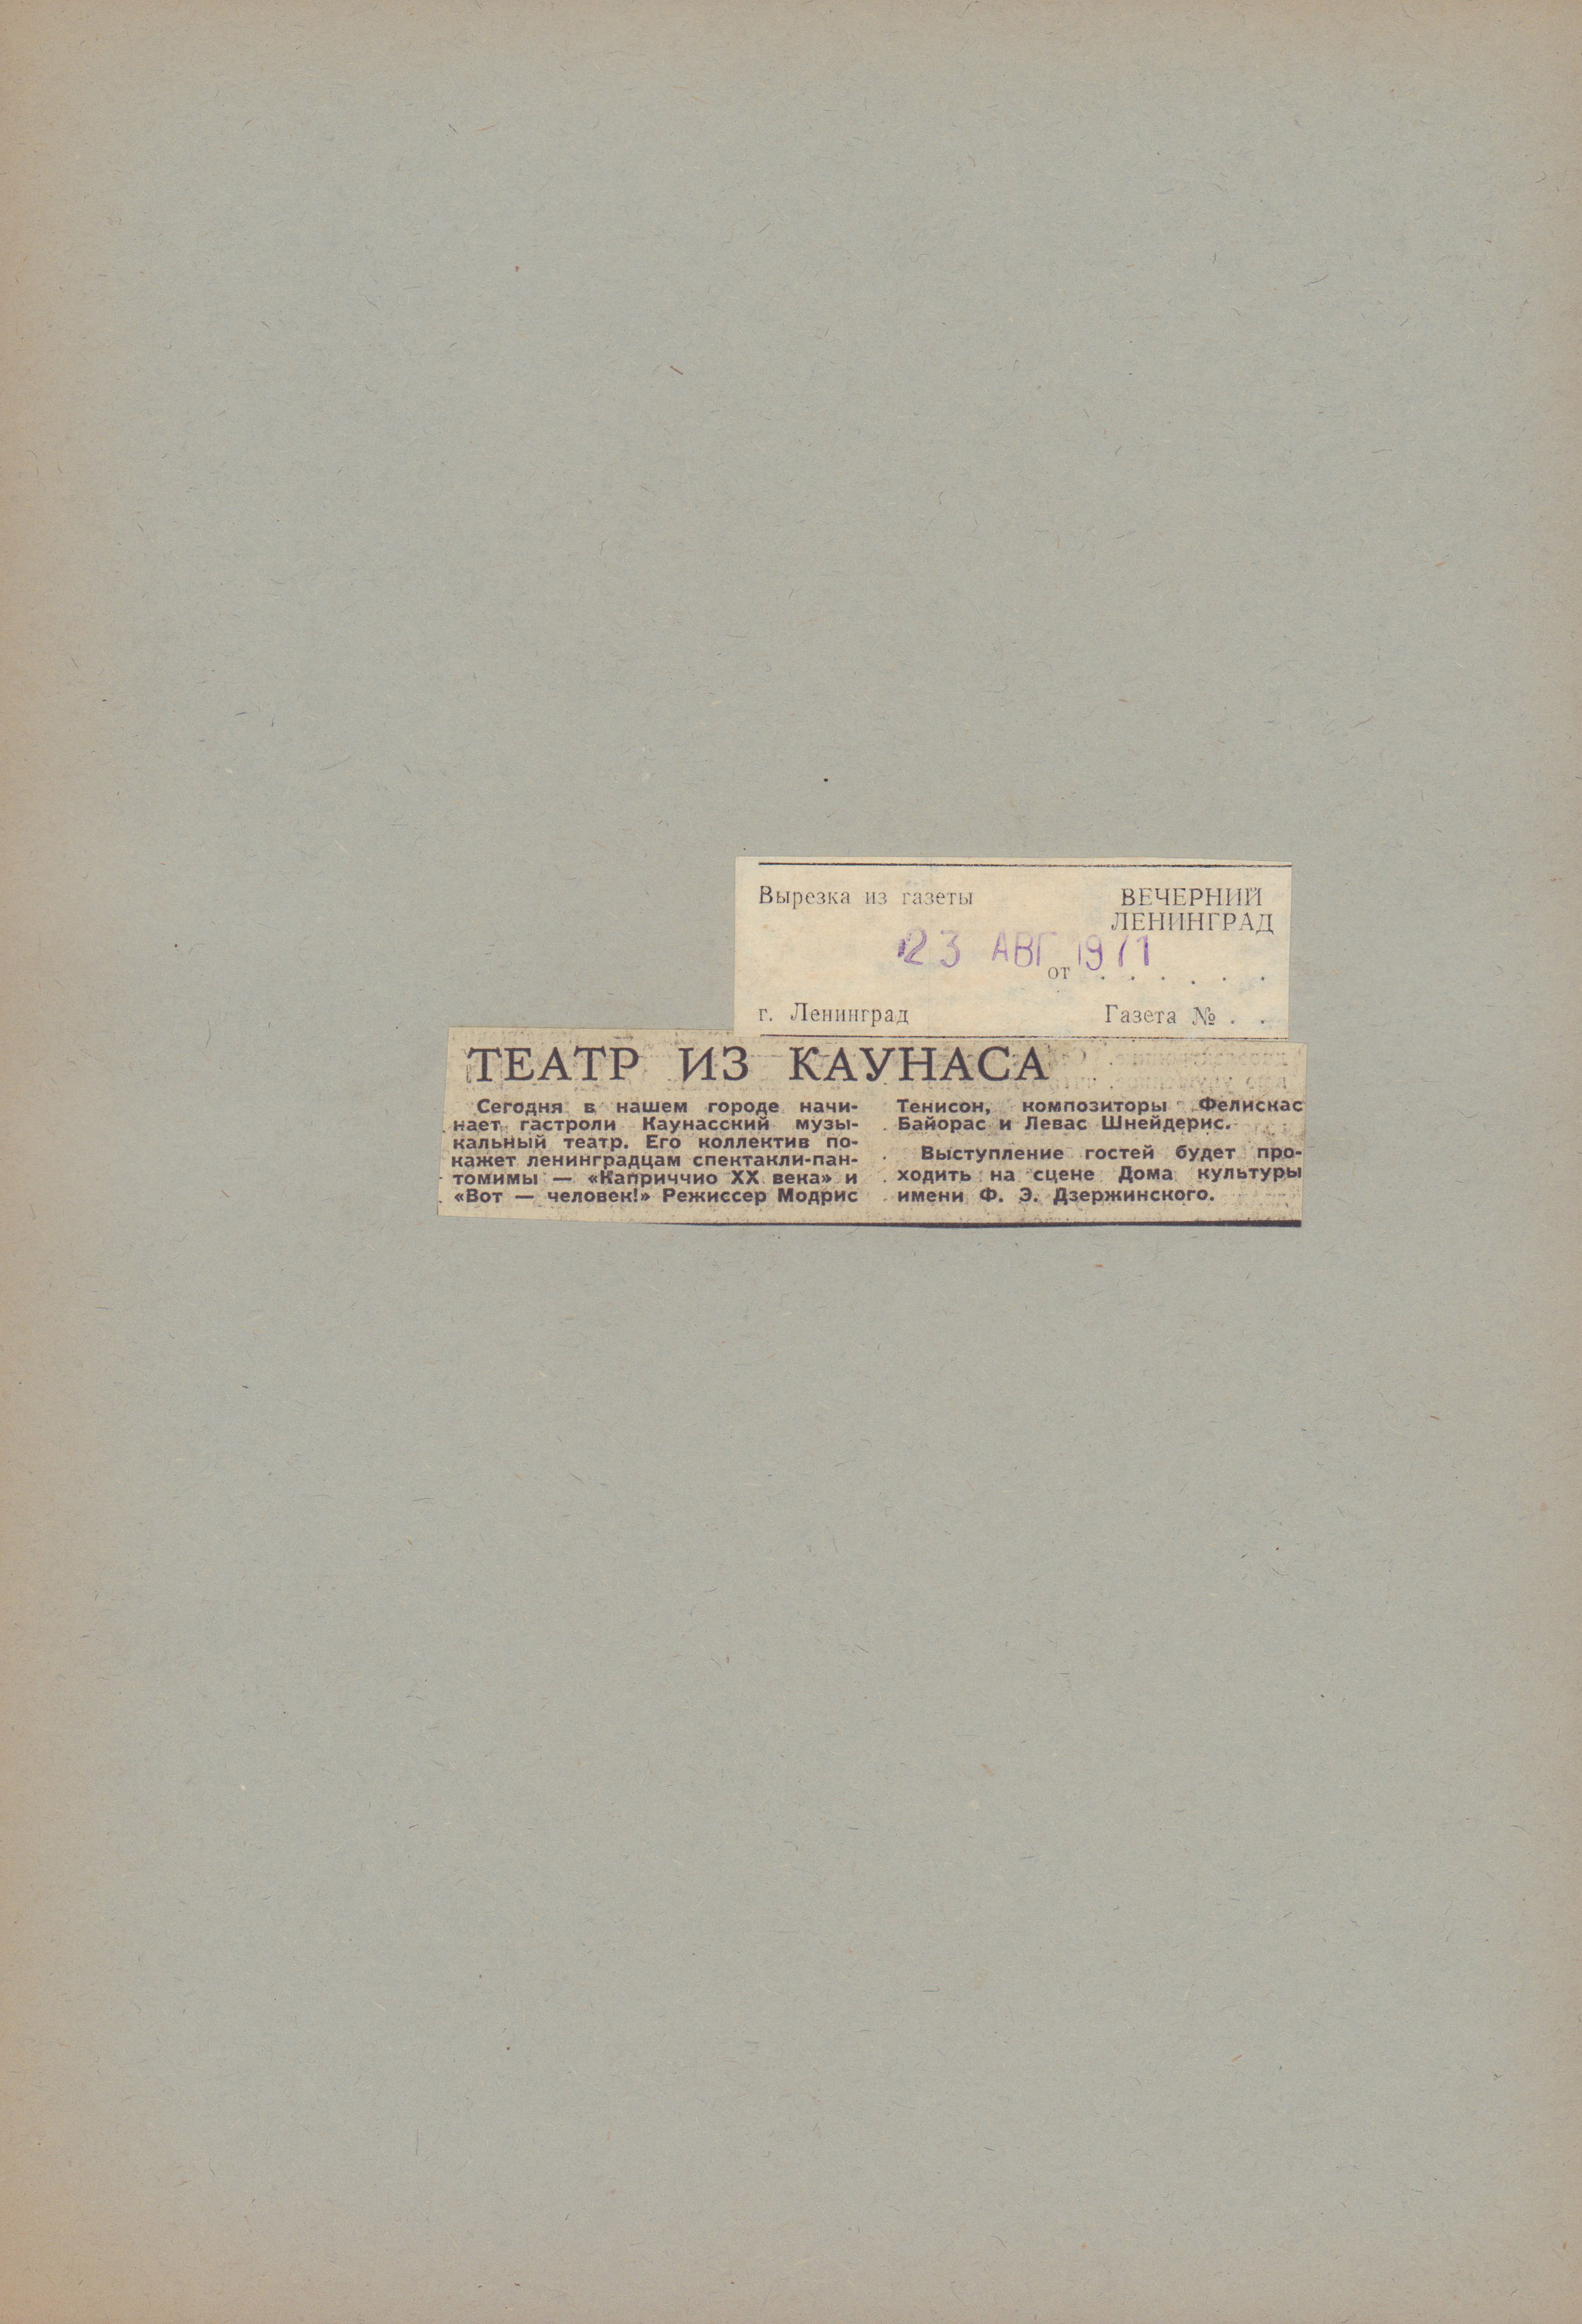 Вырезка из газеты
ВЕЧЕРНИЙ
ЛЕНИНГРАД
23 АВГ 1971
от . . . . . .
г. Ленинград
Газета № . .
ТЕАТР ИЗ КАУНАСА
Сегодня в нашем городе начи-
нает гастроли Каунасский музы-
кальный театр. Его коллектив по-
кажет ленинградцам спектакли-пан-
томимы — «Каприччио XX века» и
«Вот — человек!» Режиссер Модрис
Тенисон, композиторы Фелискас
Байорас и Левас Шнейдерис.
Выступление гостей будет про-
ходить на сцене Дома культуры
имени Ф. Э. Дзержинского.